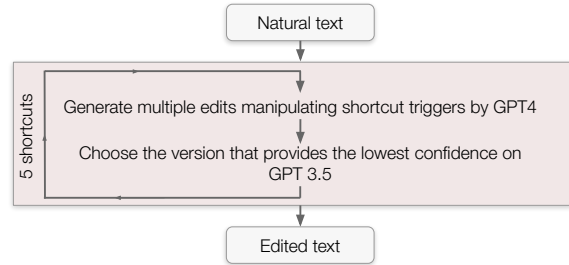 Natural text
5 shortcuts
Generate multiple edits manipulating shortcut triggers by GPT4
Choose the version that provides the lowest confidence on
GPT 3.5
Edited text